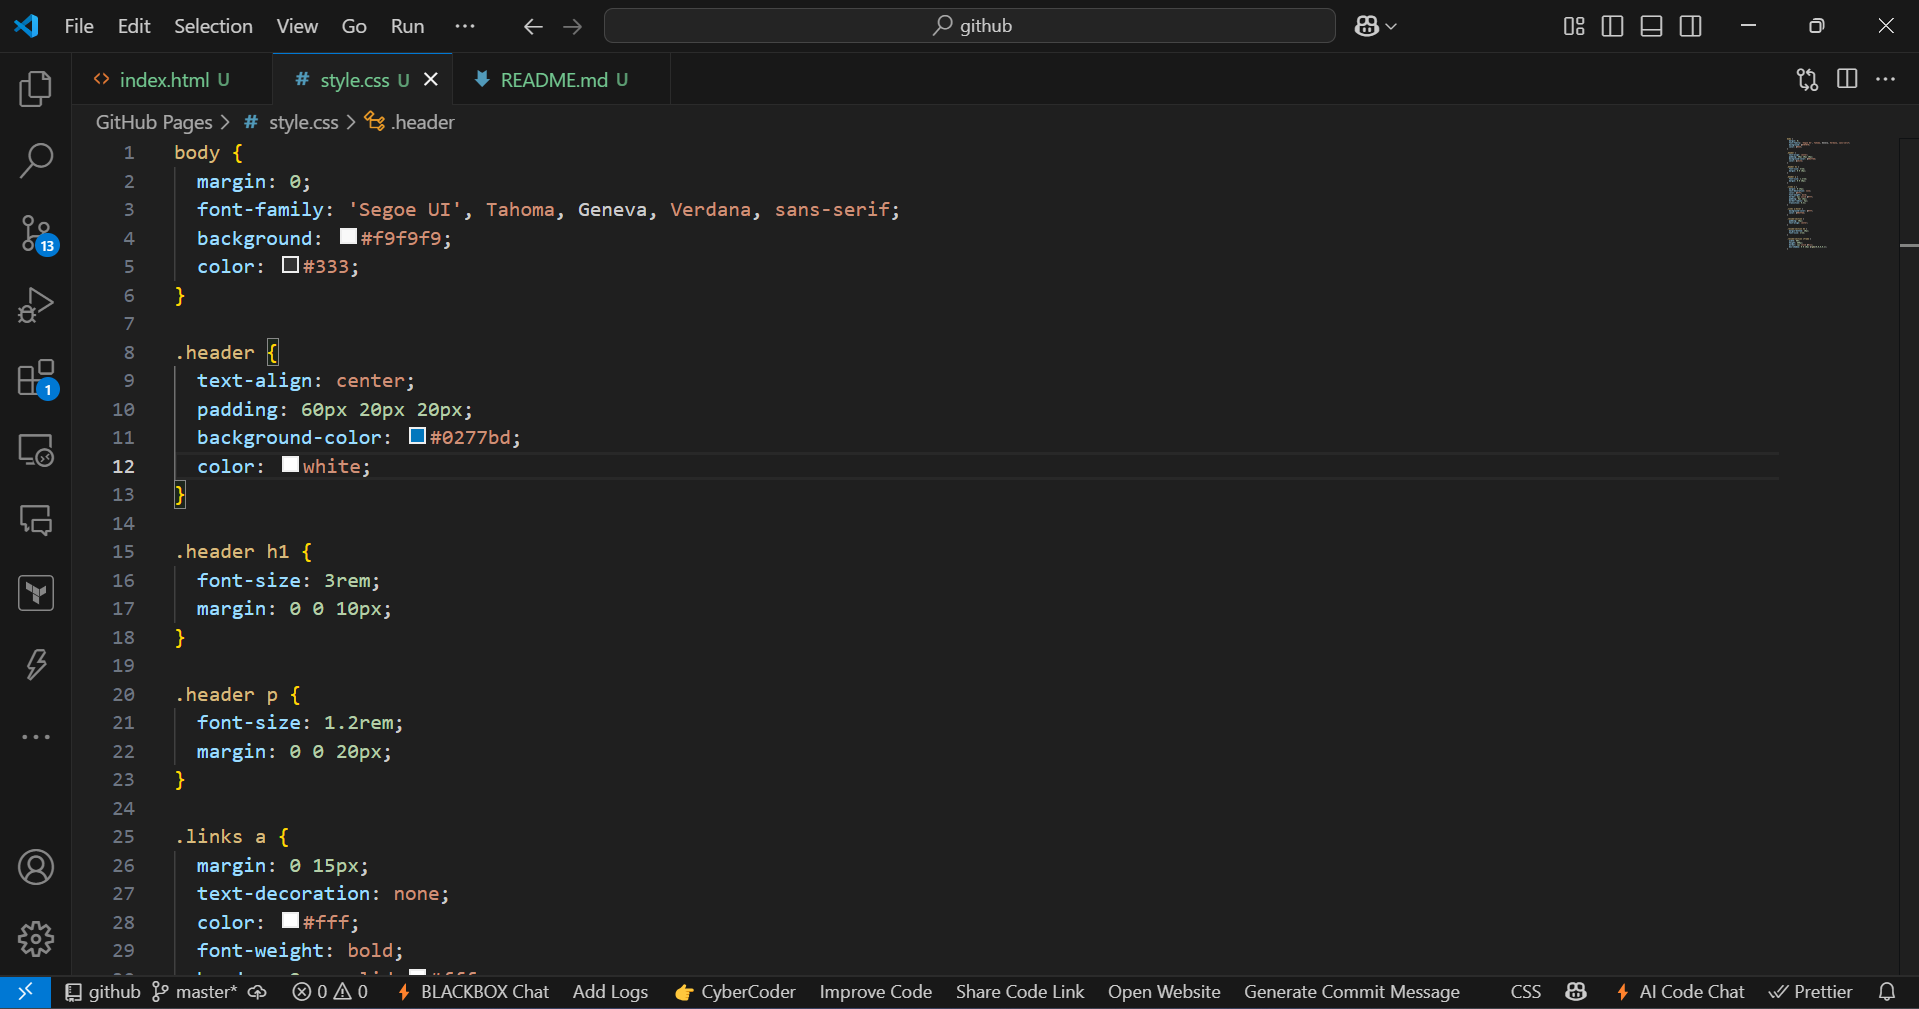 File Edit Selection View Go Run ··· github
index.html U # style.css U README.md U
GitHub Pages > # style.css > .header
1 body {
2 margin: 0;
3 font-family: 'Segoe UI', Tahoma, Geneva, Verdana, sans-serif;
4 background: #f9f9f9;
5 color: #333;
6 }
7
8 .header {
9 text-align: center;
10 padding: 60px 20px 20px;
11 background-color: #0277bd;
12 color: white;
13 }
14
15 .header h1 {
16 font-size: 3rem;
17 margin: 0 0 10px;
18 }
19
20 .header p {
21 font-size: 1.2rem;
22 margin: 0 0 20px;
23 }
24
25 .links a {
26 margin: 0 15px;
27 text-decoration: none;
28 color: #fff;
29 font-weight: bold;
13
1
github master* 0 0 BLACKBOX Chat Add Logs CyberCoder Improve Code Share Code Link Open Website Generate Commit Message CSS AI Code Chat Prettier